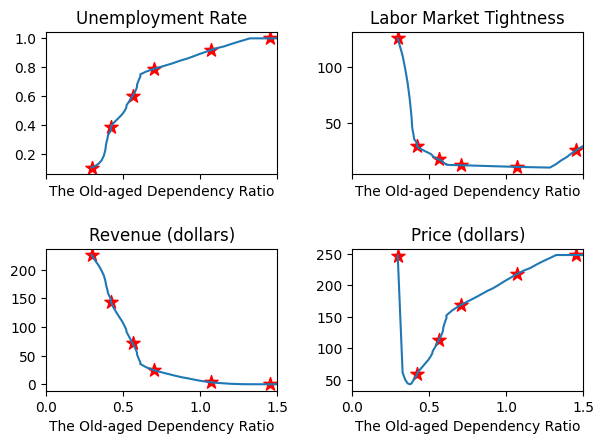 Unemployment Rate
1.0
0.8
0.6
0.4
0.2
The Old-aged Dependency Ratio
Labor Market Tightness
100
50
The Old-aged Dependency Ratio
Revenue (dollars)
200
150
100
50
0
0.0 0.5 1.0 1.5
The Old-aged Dependency Ratio
Price (dollars)
250
200
150
100
50
0.0 0.5 1.0 1.5
The Old-aged Dependency Ratio